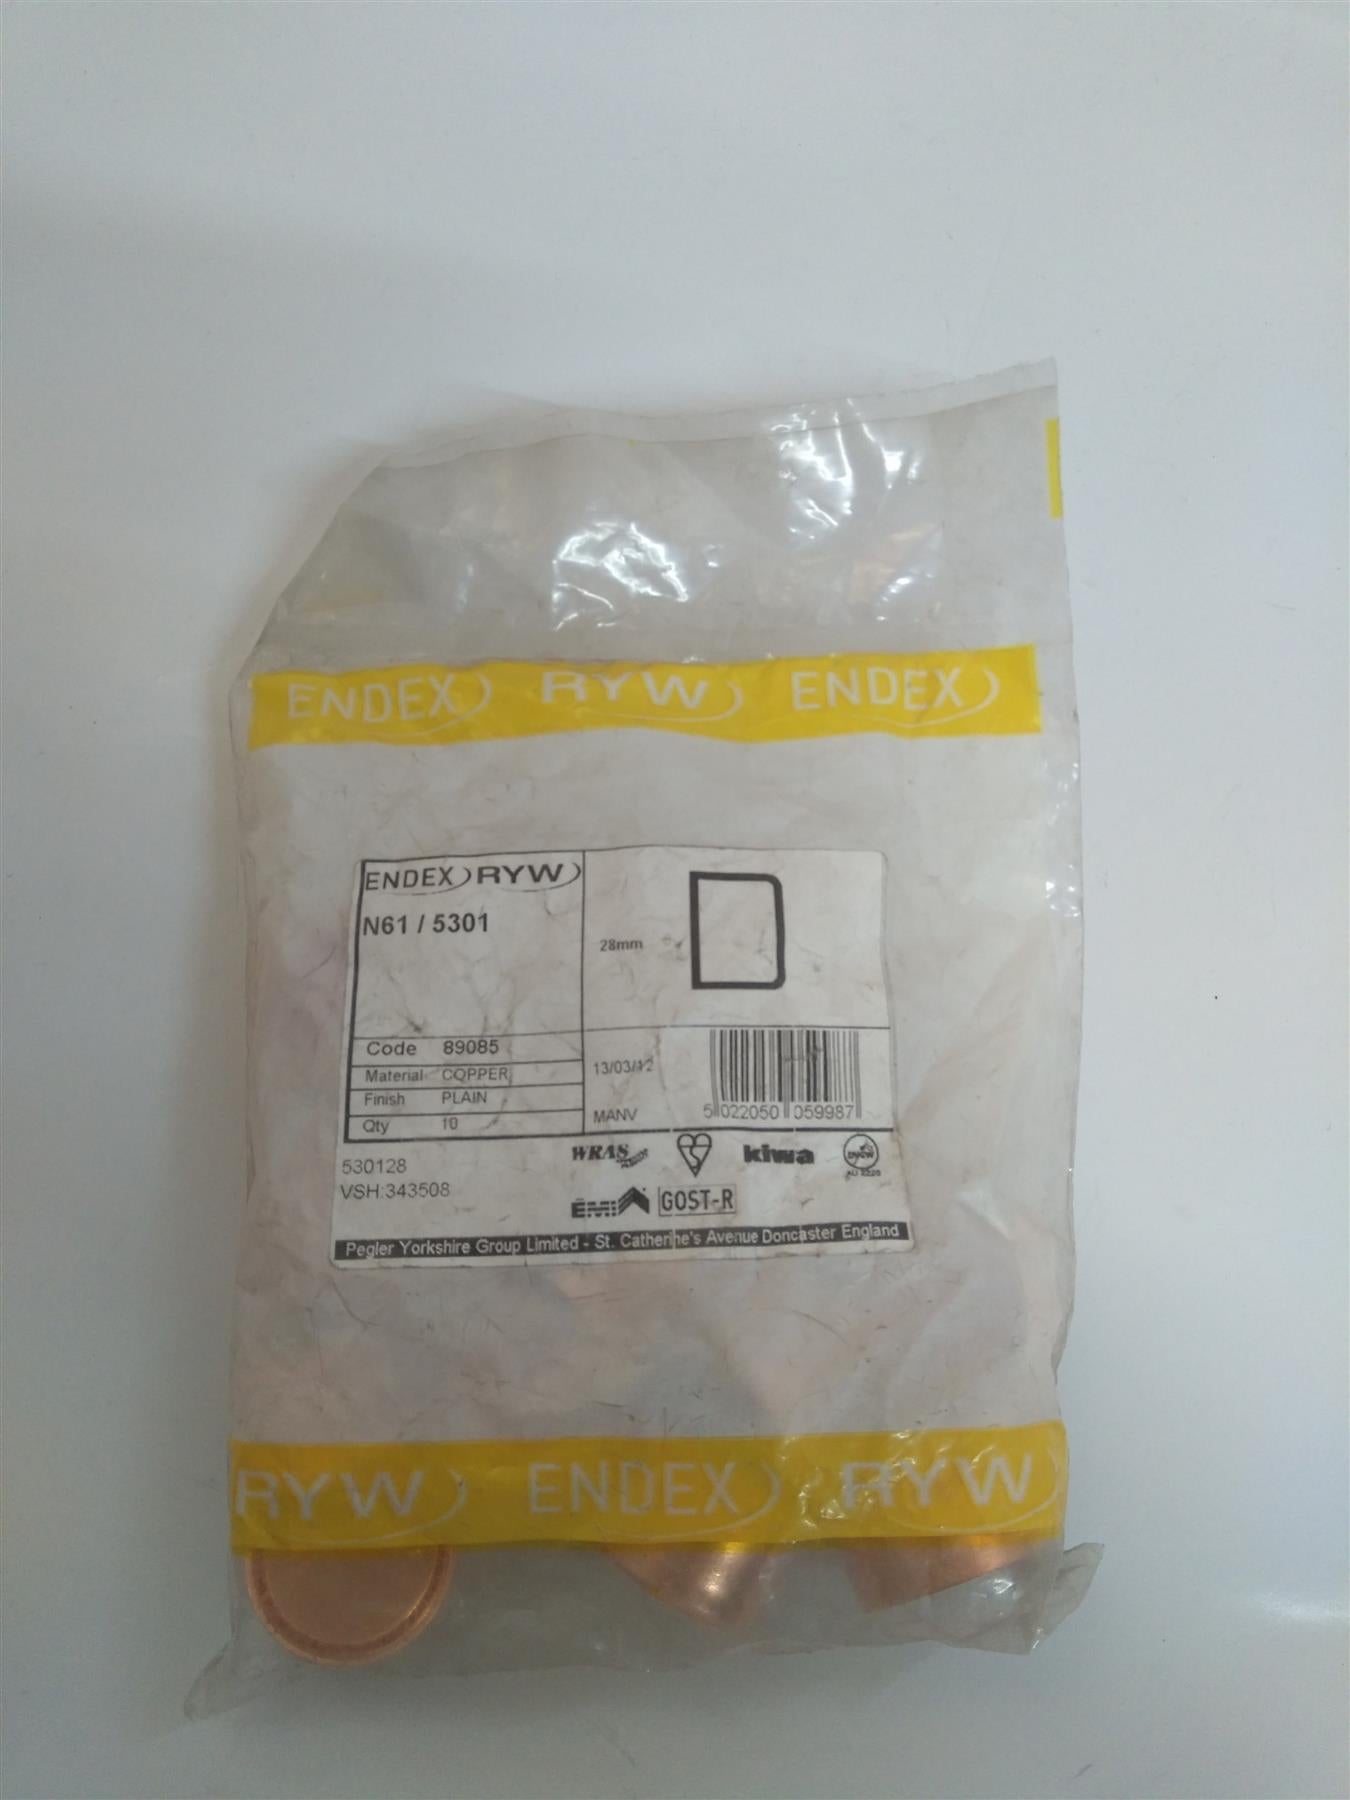 ENDEX RYW ENDEX
ENDEX RYW
N61 / 5301
28mm
Code 89085
Material COPPER
Finish PLAIN
Qty 10
13/03/12
MANV
5 022050 059987
530128
VSH:343508
WRAS
kiwa
GOST-R
Pegler Yorkshire Group Limited - St. Catherine's Avenue Doncaster England
RYW ENDEX RYW